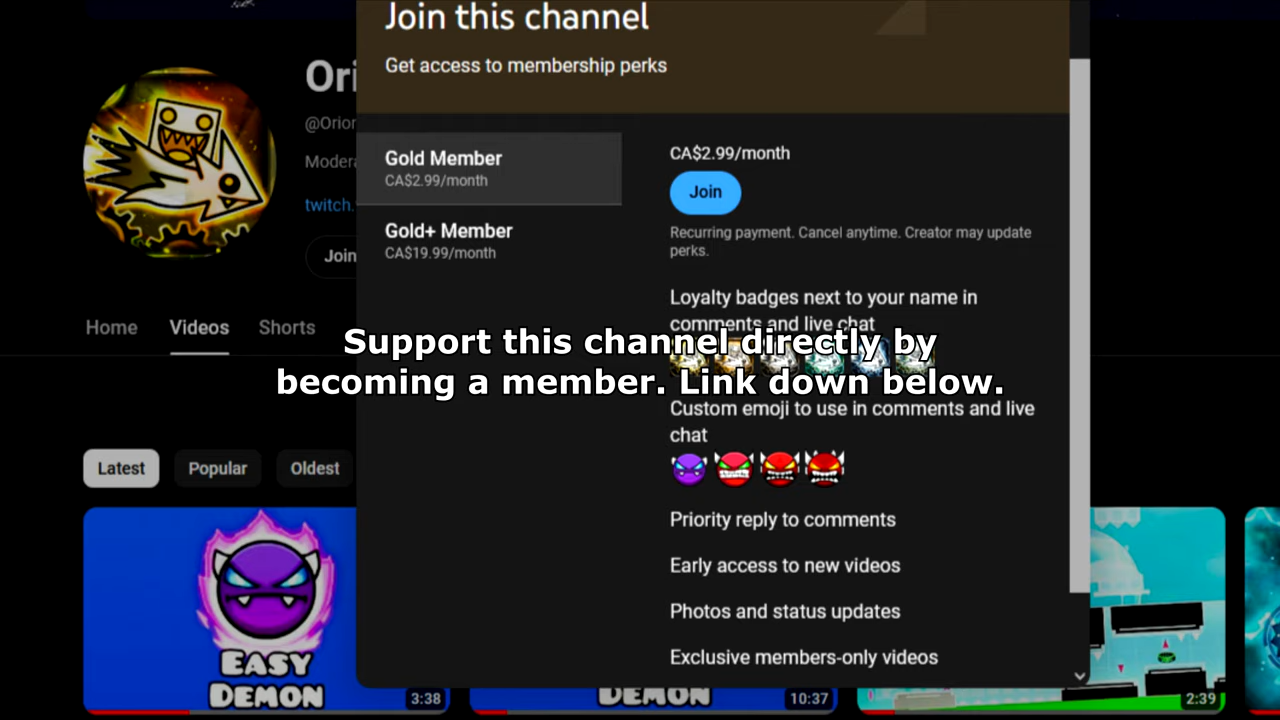 Join this channel
Get access to membership perks
Ori
@Orior
Modera
twitch.
Join
Gold Member
CA$2.99/month
Gold+ Member
CA$19.99/month
CA$2.99/month
Join
Recurring payment. Cancel anytime. Creator may update
perks.
Loyalty badges next to your name in
comments and live chat
Home Videos Shorts
Support this channel directly by
becoming a member. Link down below.
Custom emoji to use in comments and live
chat
Latest Popular Oldest
Priority reply to comments
Early access to new videos
Photos and status updates
Exclusive members-only videos
EASY
DEMON
3:38
DEMON
10:37
2:39